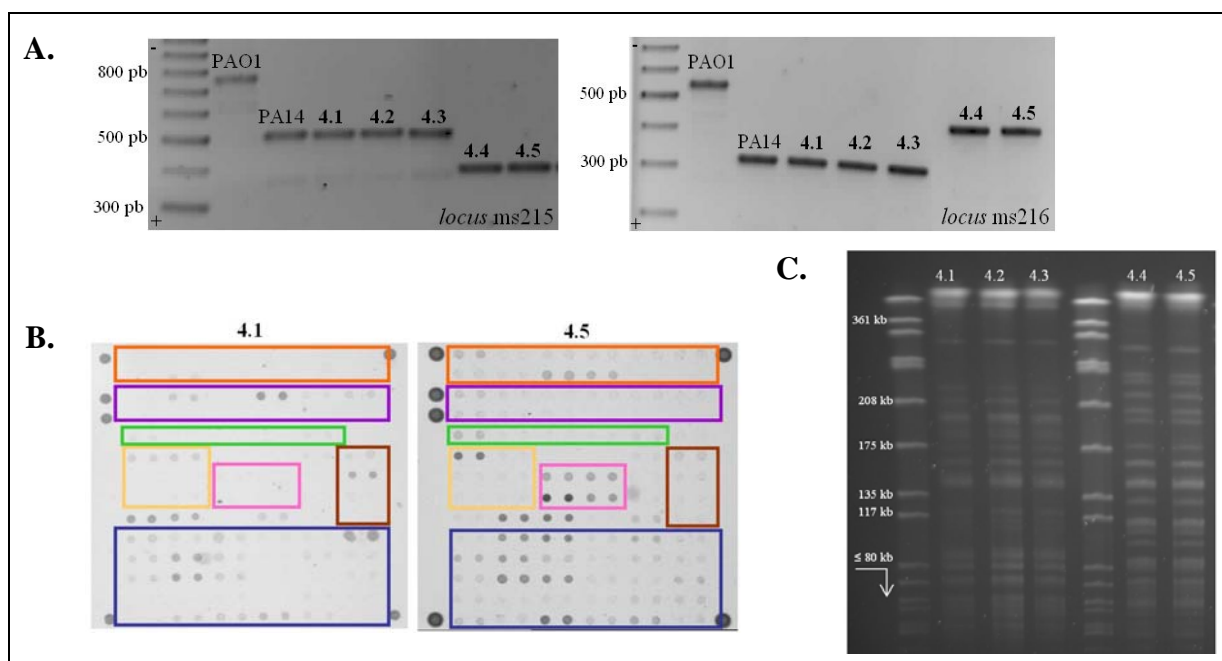 A.
-
800 pb
500 pb
300 pb
+
PAO1
PA14 4.1 4.2 4.3
4.4 4.5
locus ms215
-
500 pb
300 pb
+
PAO1
PA14 4.1 4.2 4.3
4.4 4.5
locus ms216
B.
4.1 4.5
C.
4.1 4.2 4.3 4.4 4.5
361 kb
208 kb
175 kb
135 kb
117 kb
≤ 80 kb